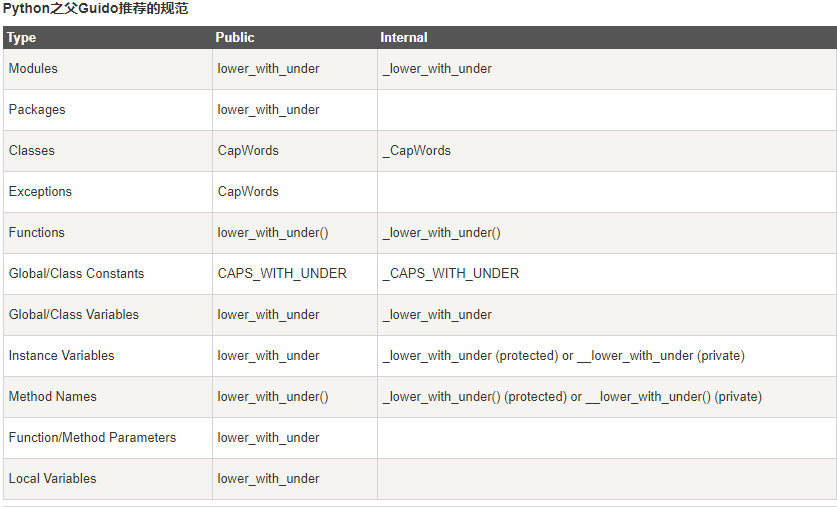 Python之父Guido推荐的规范
Type Public Internal
Modules lower_with_under _lower_with_under
Packages lower_with_under
Classes CapWords _CapWords
Exceptions CapWords
Functions lower_with_under() _lower_with_under()
Global/Class Constants CAPS_WITH_UNDER _CAPS_WITH_UNDER
Global/Class Variables lower_with_under _lower_with_under
Instance Variables lower_with_under _lower_with_under (protected) or __lower_with_under (private)
Method Names lower_with_under() _lower_with_under() (protected) or __lower_with_under() (private)
Function/Method Parameters lower_with_under
Local Variables lower_with_under